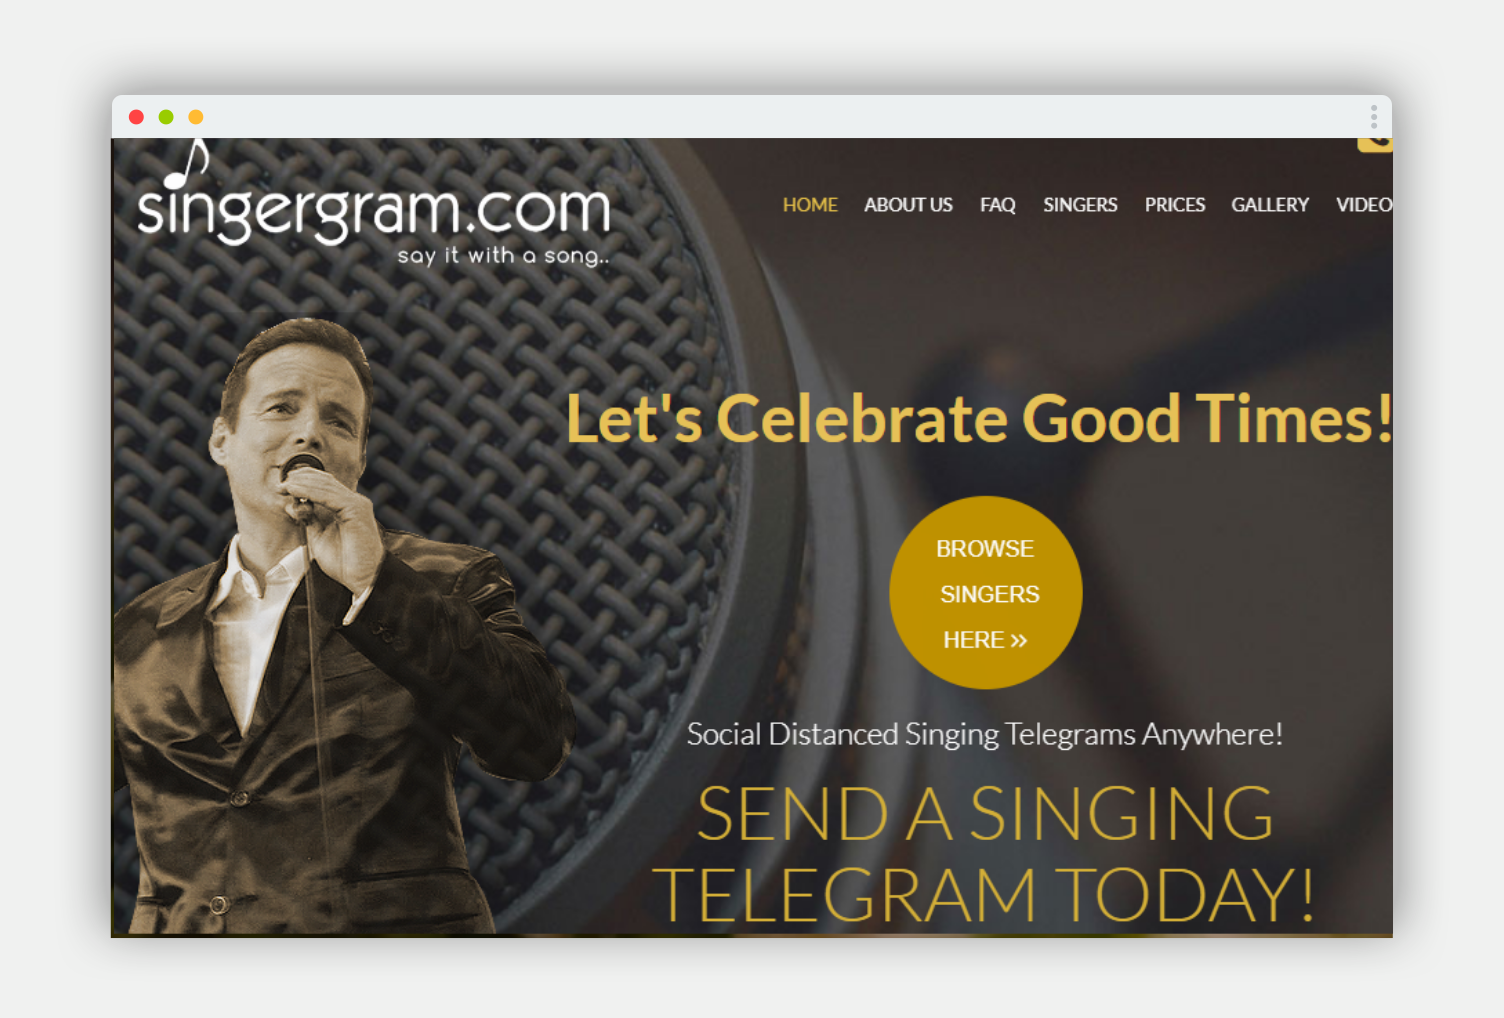 singergram.com
say it with a song..
HOME ABOUT US FAQ SINGERS PRICES GALLERY VIDEO
Let's Celebrate Good Times!
BROWSE
SINGERS
HERE »
Social Distanced Singing Telegrams Anywhere!
SEND A SINGING
TELEGRAM TODAY!